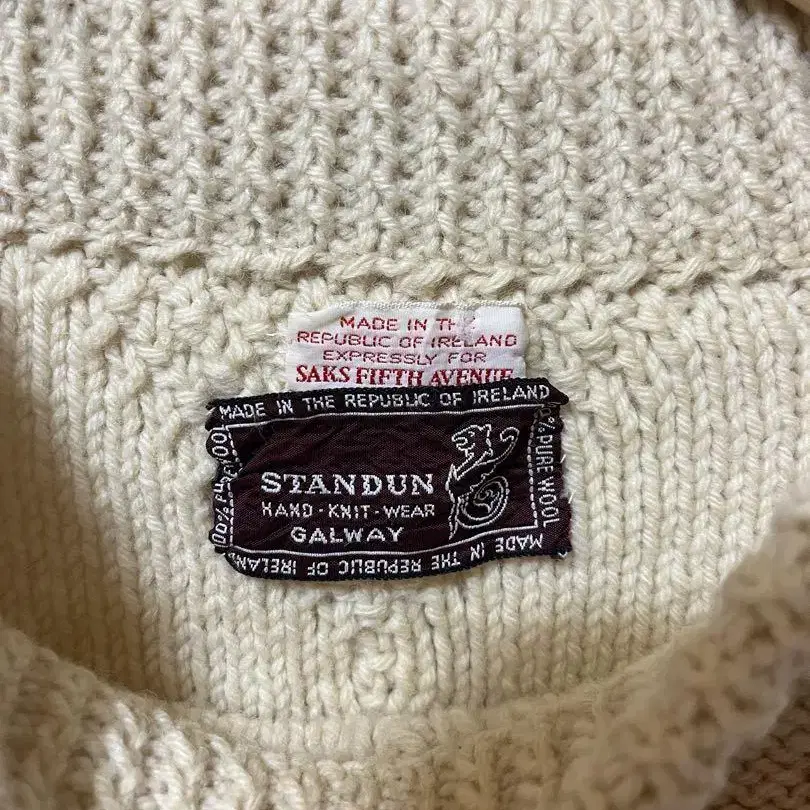 MADE IN THE
REPUBLIC OF IRELAND
EXPRESSLY FOR
SAKS FIFTH AVENUE
MADE IN THE REPUBLIC OF IRELAND
100% PURE WOOL
STANDUN
HAND·KNIT·WEAR
GALWAY
% PURE WOOL
MADE IN THE REPUBLIC OF IRELAND